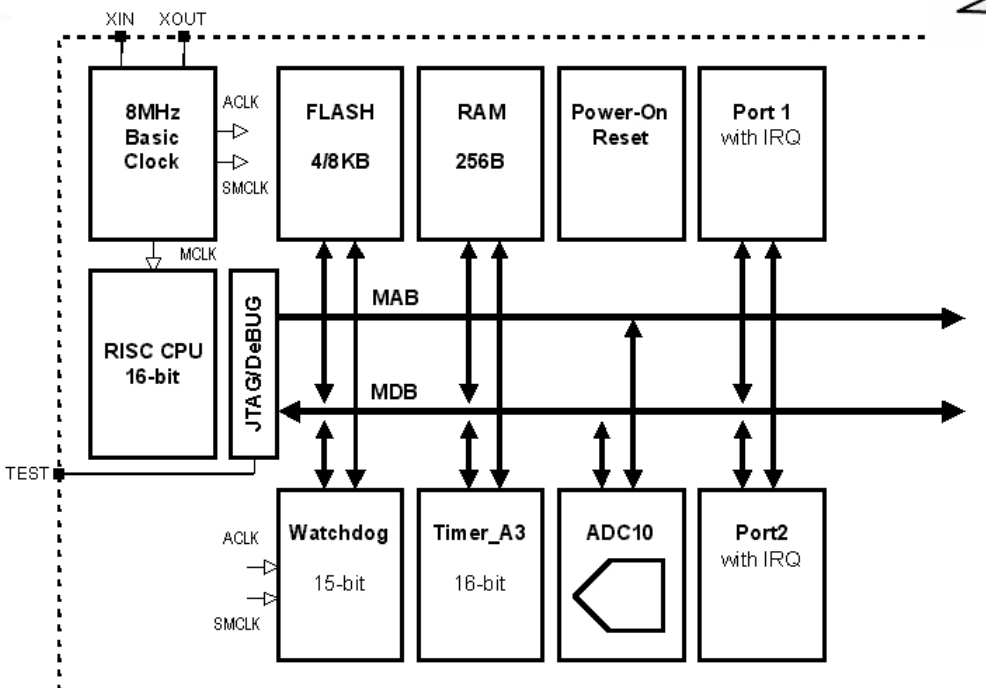 XIN XOUT
8MHz
Basic
Clock
ACLK
SMCLK
FLASH
4/8KB
RAM
256B
Power-On
Reset
Port 1
with IRQ
MCLK
RISC CPU
16-bit
JTAG/DeBUG
MAB
MDB
TEST
ACLK
SMCLK
Watchdog
15-bit
Timer_A3
16-bit
ADC10
Port2
with IRQ